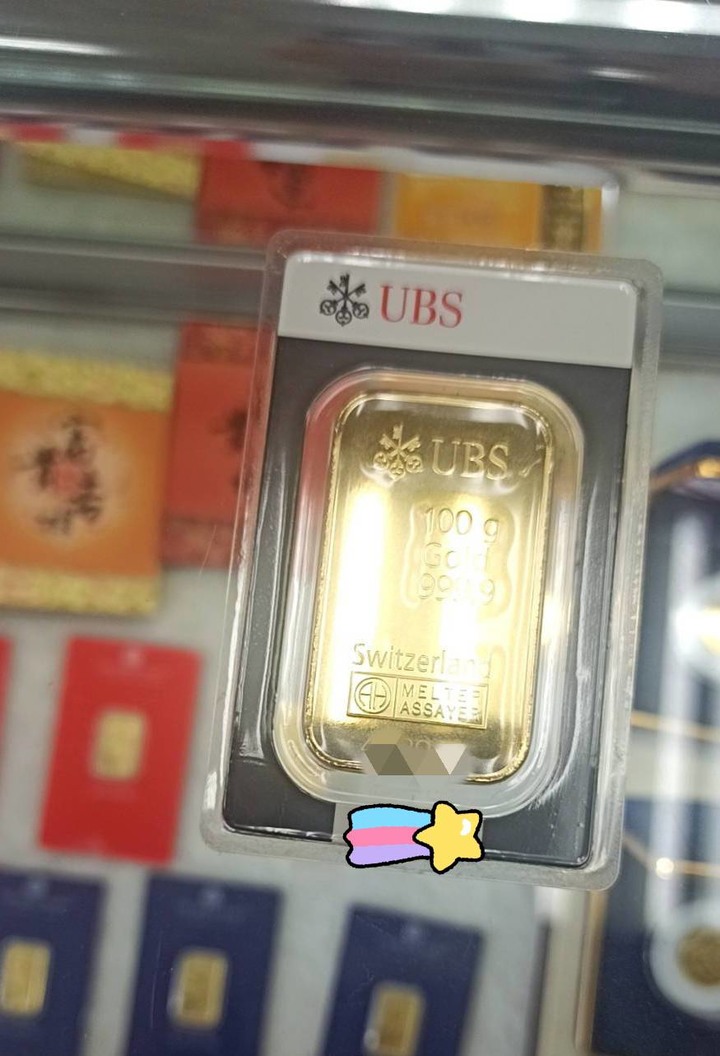 UBS
UBS
100 g
Gold
999.9
Switzerland
MELTER
ASSAYER